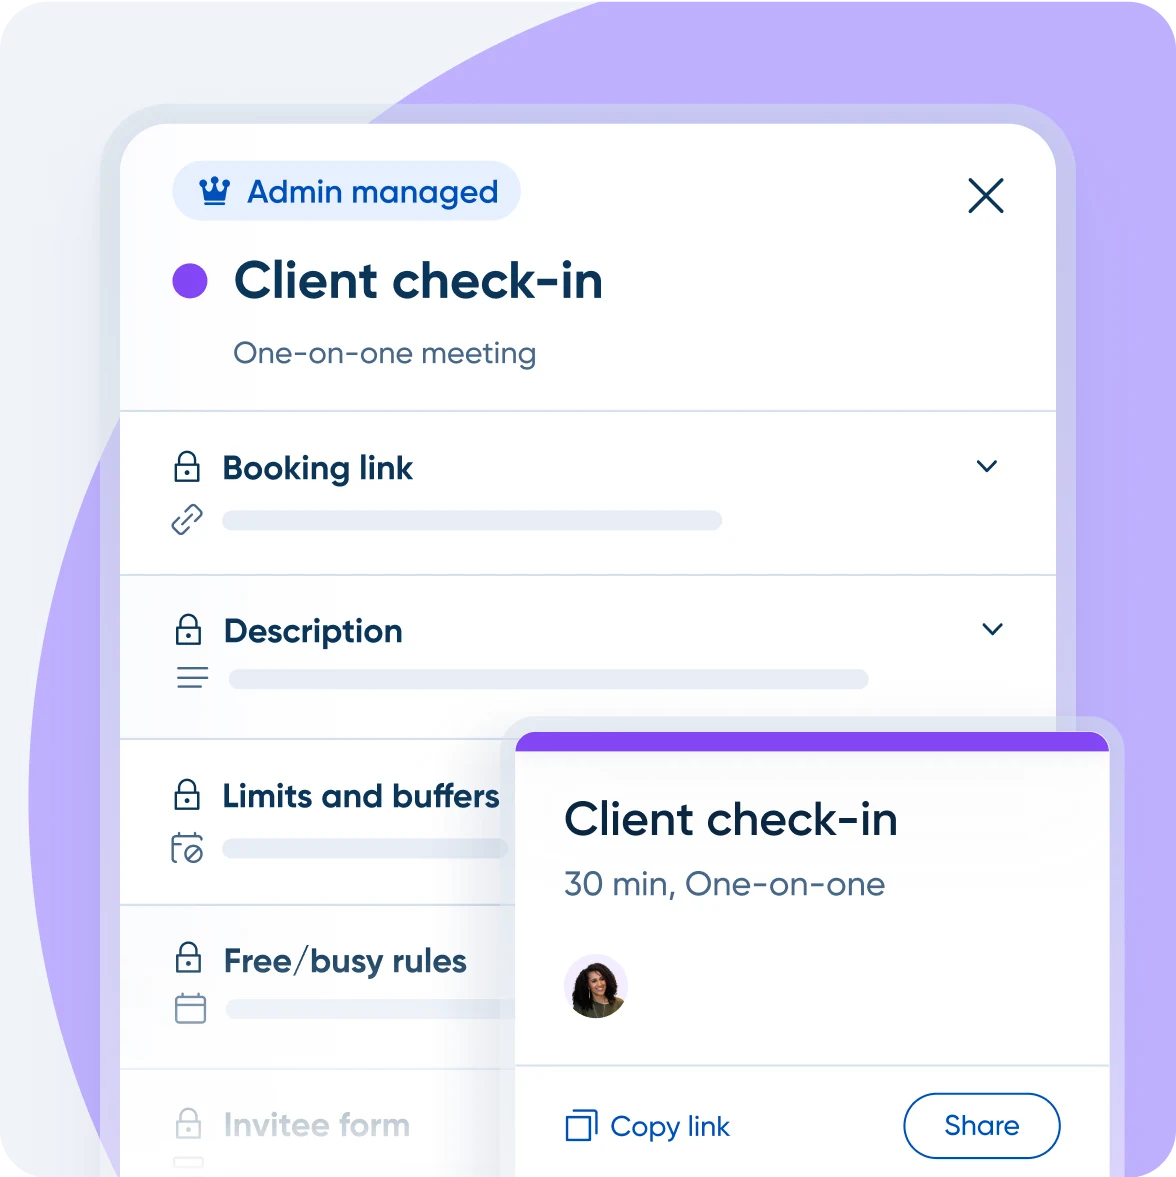 Admin managed
Client check-in
One-on-one meeting
Booking link
Description
Limits and buffers
Free/busy rules
Invitee form
Client check-in
30 min, One-on-one
Copy link
Share